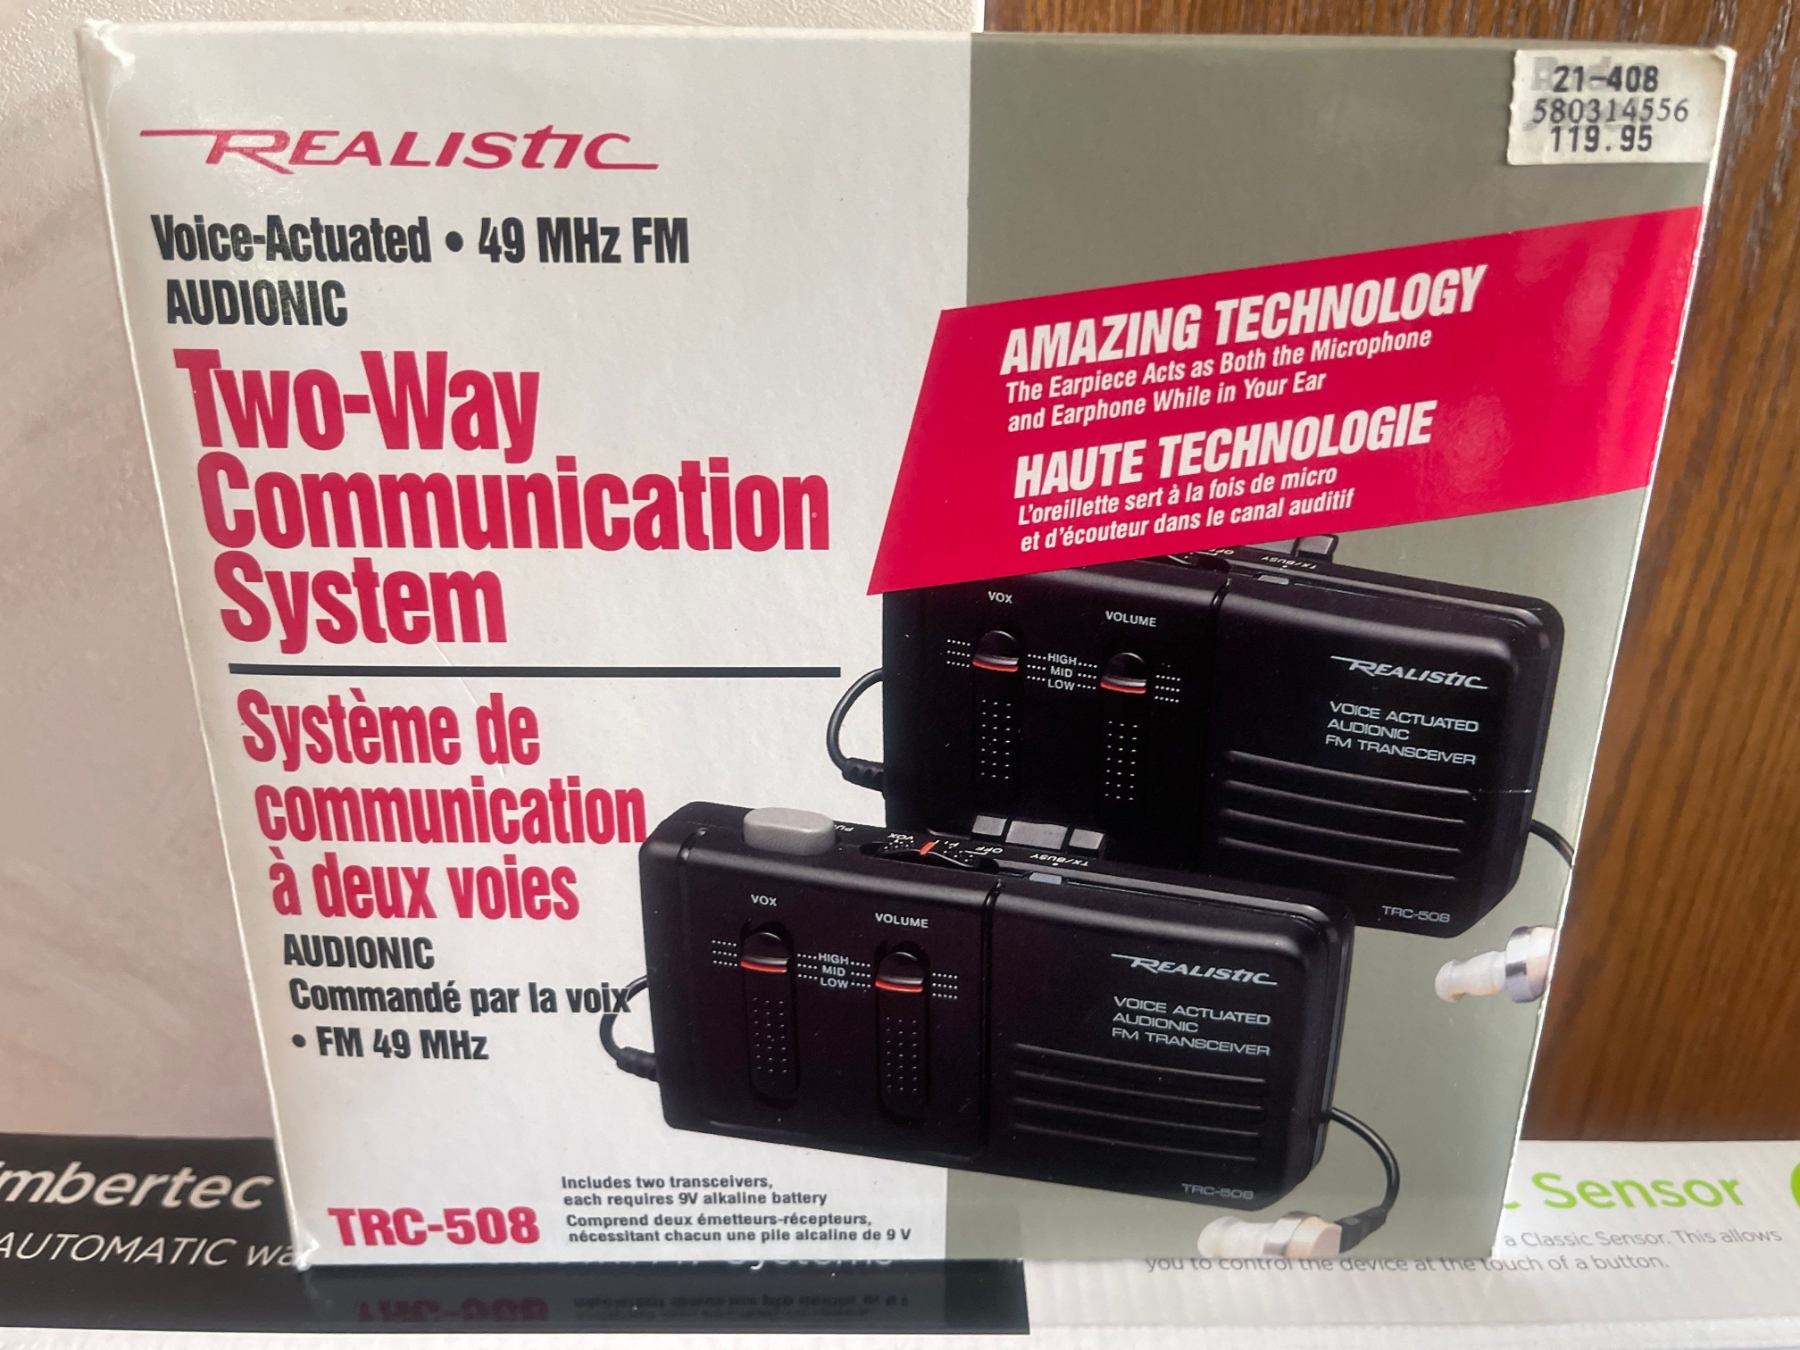 REALISTIC
Voice-Actuated • 49 MHz FM
AUDIONIC
Two-Way
Communication
System
Système de
communication
à deux voies
AUDIONIC
Commandé par la voix
• FM 49 MHz
TRC-508
Includes two transceivers,
each requires 9V alkaline battery
Comprend deux émetteurs-récepteurs,
nécessitant chacun une pile alcaline de 9 V
21-408
580314556
119.95
AMAZING TECHNOLOGY
The Earpiece Acts as Both the Microphone
and Earphone While in Your Ear
HAUTE TECHNOLOGIE
L'oreillette sert à la fois de micro
et d'écouteur dans le canal auditif
TX/BUSY
VOX
VOLUME
HIGH
MID
LOW
REALISTIC
VOICE ACTUATED
AUDIONIC
FM TRANSCEIVER
TRC-508
VOX
OFF
TX/BUSY
VOX
VOLUME
HIGH
MID
LOW
REALISTIC
VOICE ACTUATED
AUDIONIC
FM TRANSCEIVER
TRC-508
mbertec
AUTOMATIC
Sensor
a Classic Sensor. This allows
you to control the device at the touch of a button.